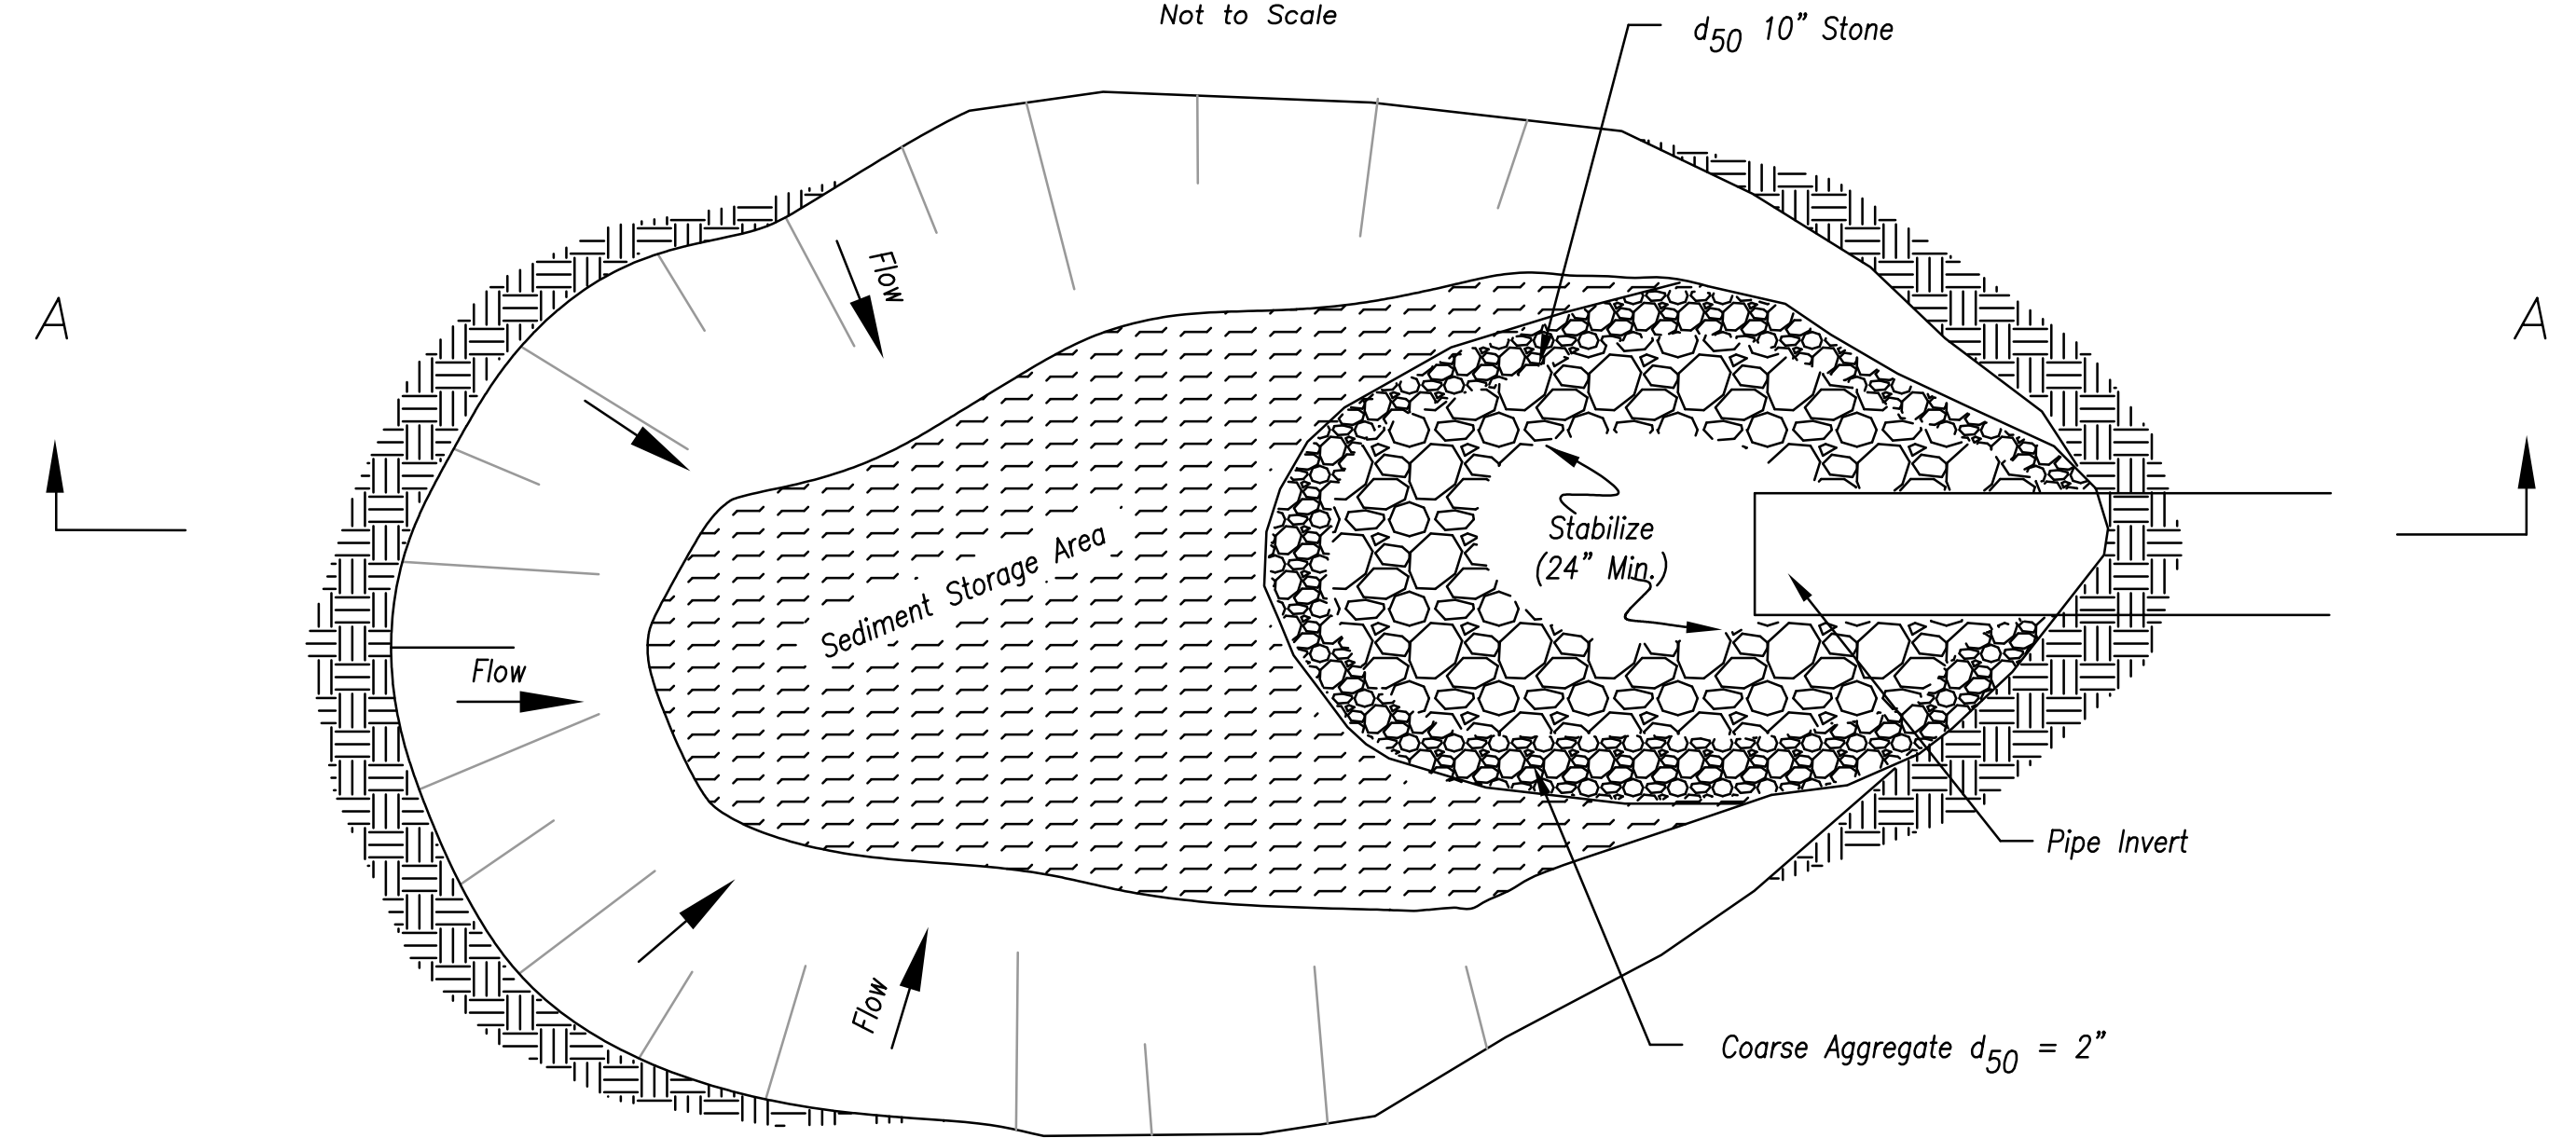 Not to Scale
d50 10” Stone
Flow
A
A
Stabilize
(24” Min.)
Sediment Storage Area
Flow
Pipe Invert
Flow
Coarse Aggregate d50 = 2”